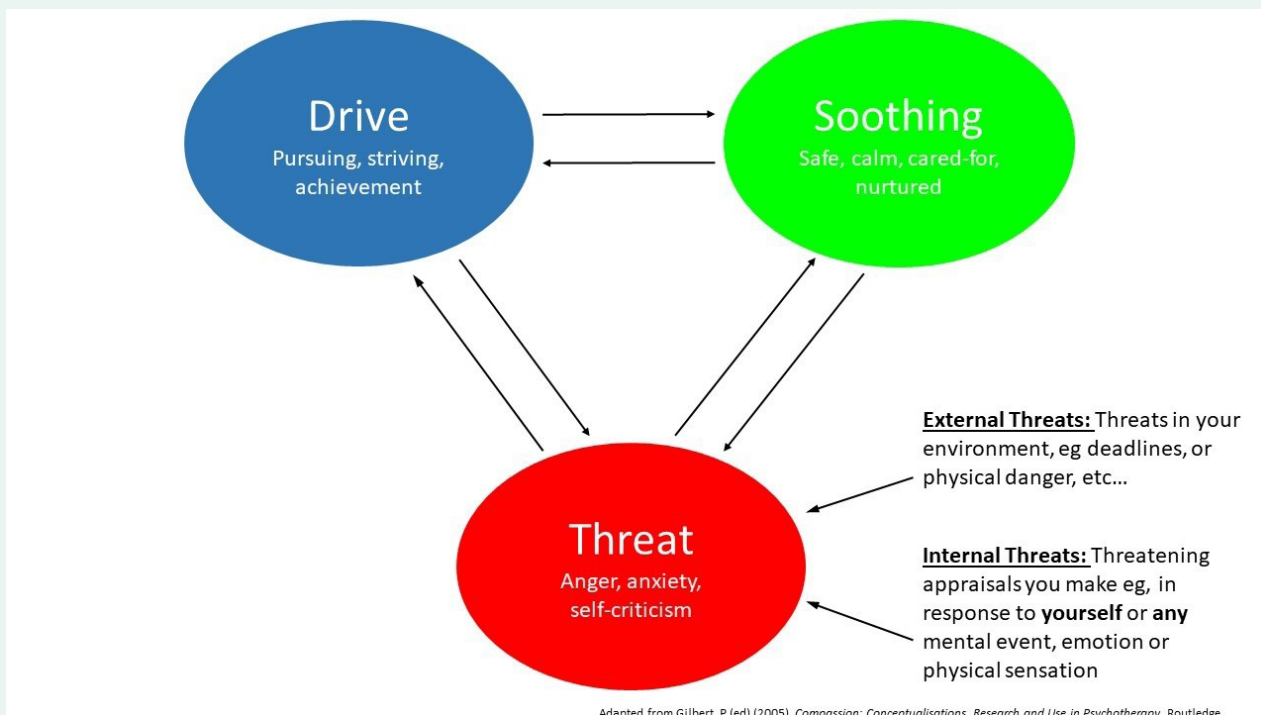 Drive
Pursuing, striving,
achievement
Soothing
Safe, calm, cared-for,
nurtured
Threat
Anger, anxiety,
self-criticism
External Threats: Threats in your
environment, eg deadlines, or
physical danger, etc...
Internal Threats: Threatening
appraisals you make eg, in
response to yourself or any
mental event, emotion or
physical sensation
Adapted from Gilbert, P (ed) (2005). Compassion: Conceptualisations, Research and Use in Psychotherapy. Routledge